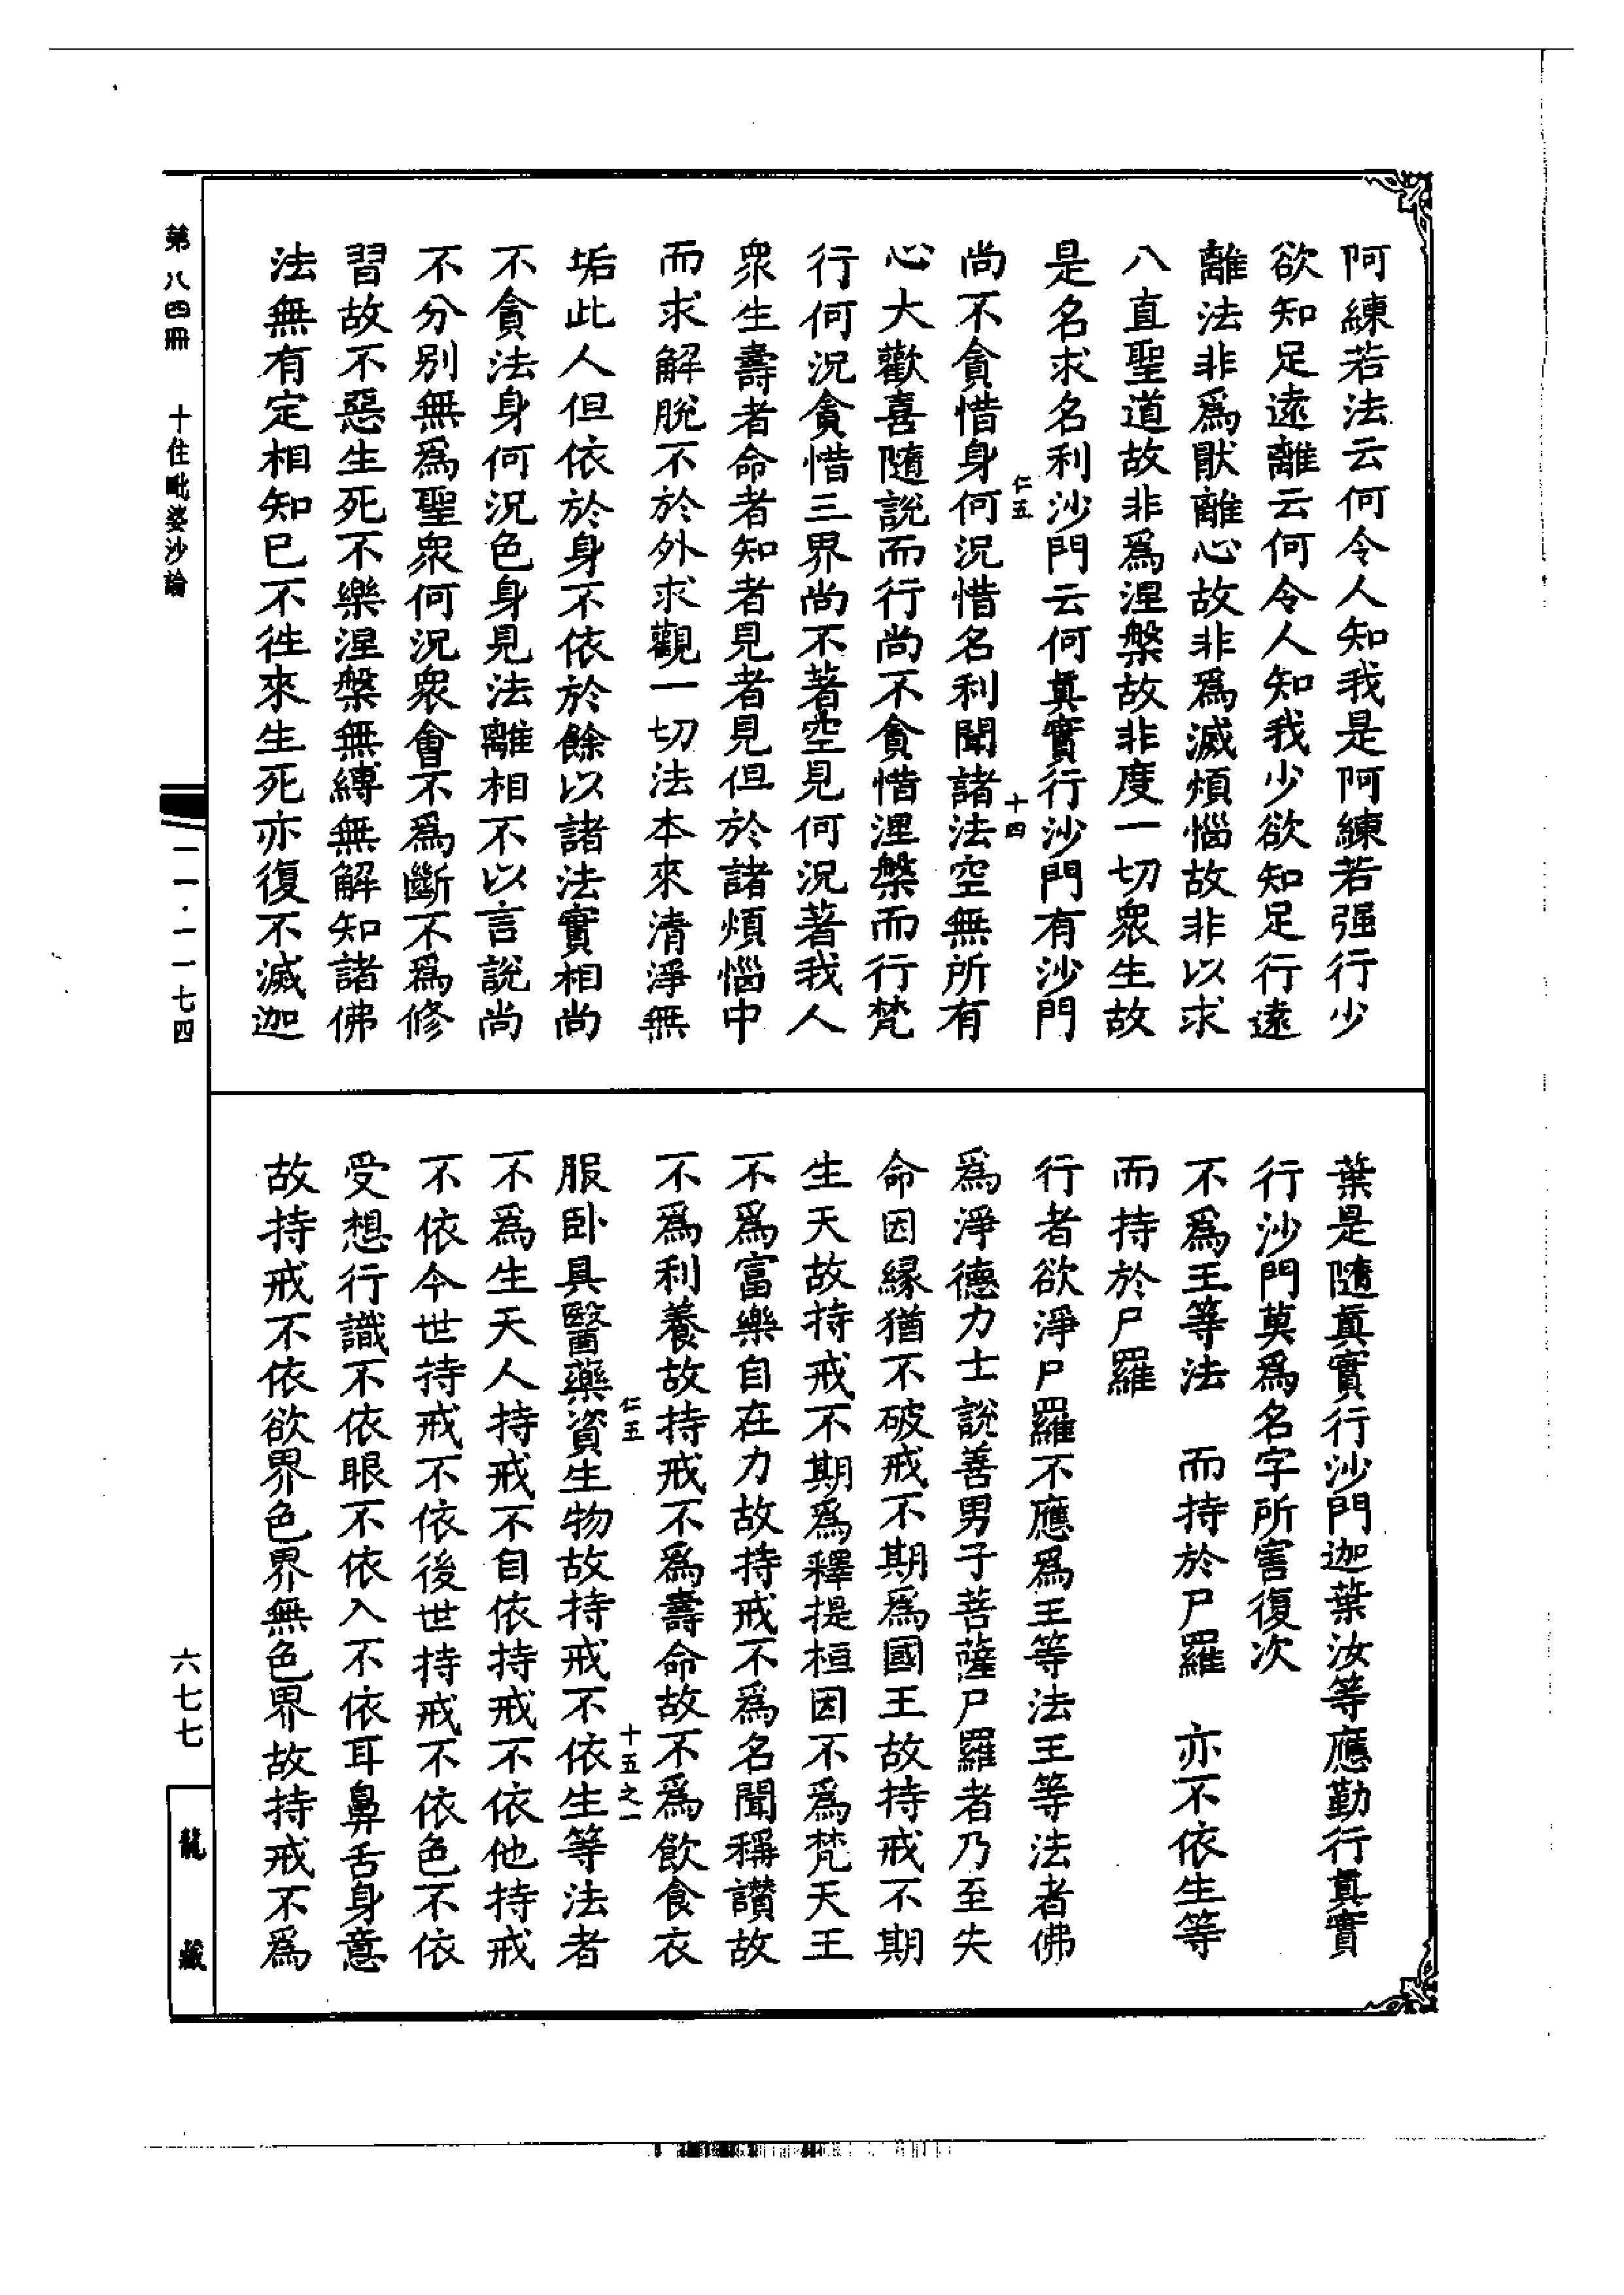 阿練若法云何令人知我是阿練若强行少
欲知足遠離云何令人知我少欲知足行遠
離法非爲猒離心故非爲滅煩惱故非以求
八直聖道故非爲涅槃故非度一切衆生故
是名求名利沙門云何眞實行沙門有沙門
仁五
十四
尚不貪惜身何況惜名利聞諸法空無所有
心大歡喜隨說而行尚不貪惜涅槃而行梵
行何況貪惜三界尚不著空見何況著我人
衆生壽者命者知者見者見但於諸煩惱中
而求解脫不於外求觀一切法本來清淨無
垢此人但依於身不依於餘以諸法實相尚
不貪法身何況色身見法離相不以言說尚
不分別無爲聖衆何況衆會不爲斷不爲修
習故不惡生死不樂涅槃無縛無解知諸佛
法無有定相知已不徃來生死亦復不滅迦
葉是隨眞實行沙門迦葉汝等應勤行眞實
行沙門莫爲名字所害復次
不爲王等法　而持於尸羅　亦不依生等
而持於尸羅
行者欲淨尸羅不應爲王等法王等法者佛
爲淨德力士說善男子菩薩尸羅者乃至失
命因緣猶不破戒不期爲國王故持戒不期
生天故持戒不期爲釋提桓因不爲梵天王
不爲富樂自在力故持戒不爲名聞稱讃故
不爲利養故持戒不爲壽命故不爲飲食衣
仁五
十五之一
服卧具醫藥資生物故持戒不依生等法者
不爲生天人持戒不自依持戒不依他持戒
不依今世持戒不依後世持戒不依色不依
受想行識不依眼不依入不依耳鼻舌身意
故持戒不依欲界色界無色界故持戒不爲
第八四冊　十住毗婆沙論
一一·一一七四
六七七
龍藏